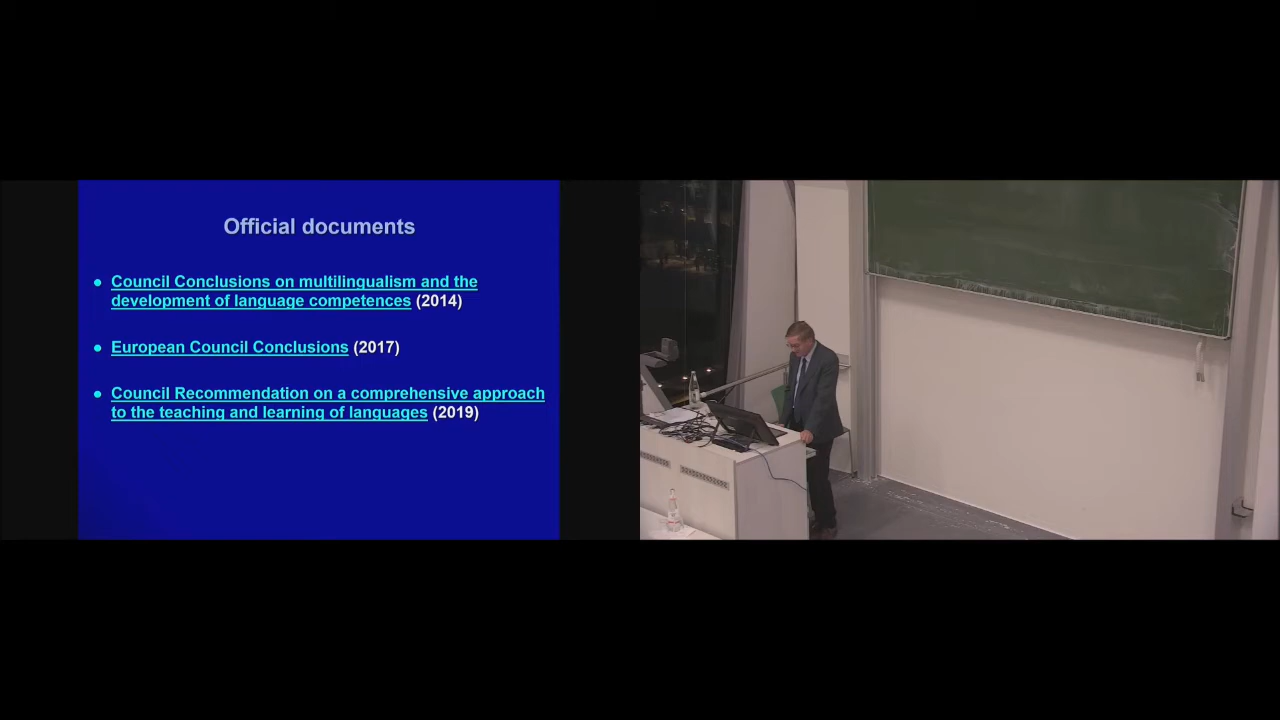 Official documents
• Council Conclusions on multilingualism and the
development of language competences (2014)
• European Council Conclusions (2017)
• Council Recommendation on a comprehensive approach
to the teaching and learning of languages (2019)